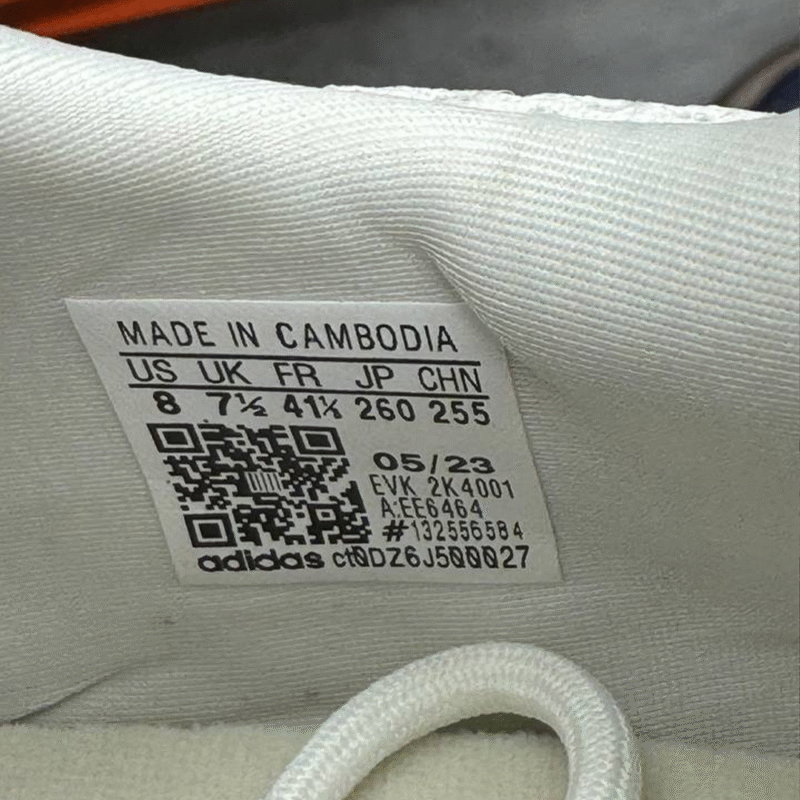 MADE IN CAMBODIA
US UK FR JP CHN
8 7½ 41⅓ 260 255
05/23
EVK 2K4001
A:EE6464
#132556584
adidas ct0DZ6J500027